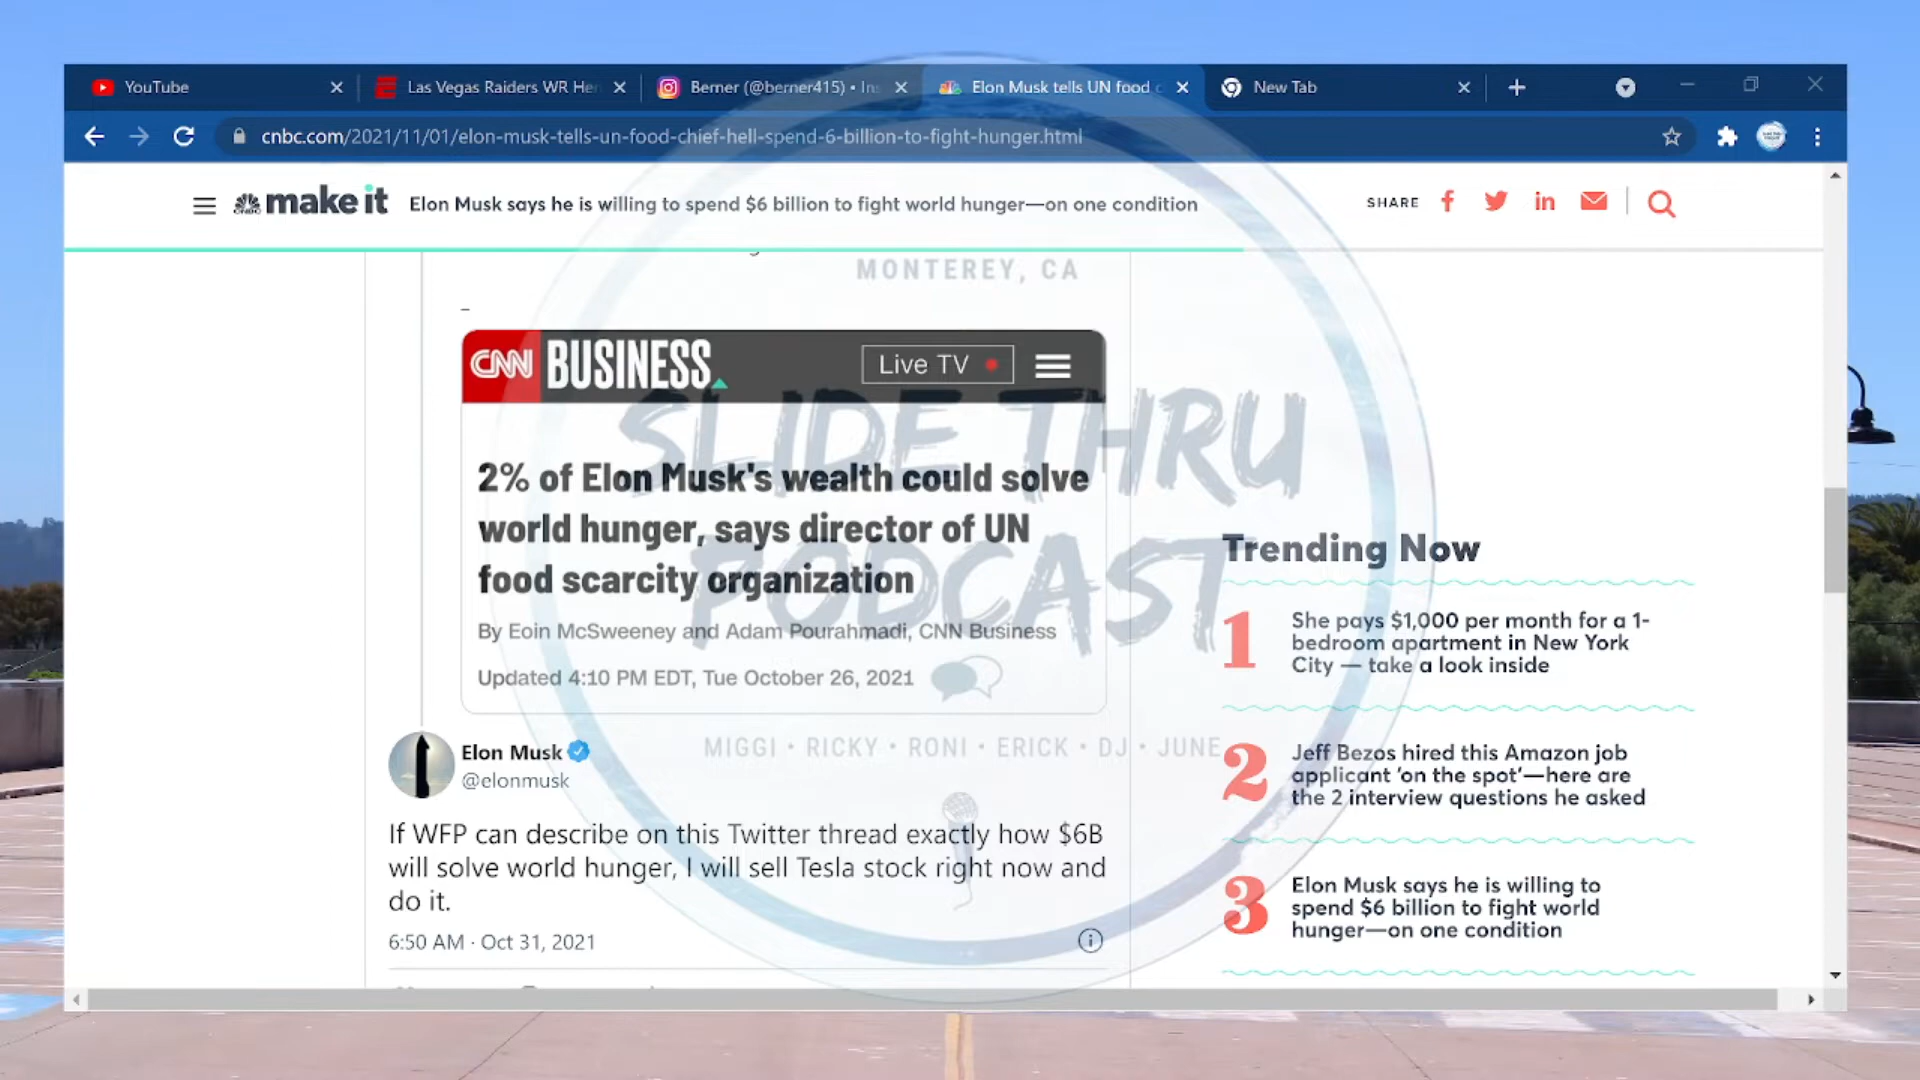 YouTube
Las Vegas Raiders WR He
Berner (@berner415) • In
Elon Musk tells UN food
New Tab
cnbc.com/2021/11/01/elon-musk-tells-un-food-chief-hell-spend-6-billion-to-fight-hunger.html
CNBC make it
Elon Musk says he is willing to spend $6 billion to fight world hunger—on one condition
SHARE
MONTEREY, CA
CNN BUSINESS
Live TV
SLIDE THRU
PODCAST
2% of Elon Musk's wealth could solve
world hunger, says director of UN
food scarcity organization
By Eoin McSweeney and Adam Pourahmadi, CNN Business
Updated 4:10 PM EDT, Tue October 26, 2021
MIGGI • RICKY • RONI • ERICK • DJ • JUNE
Elon Musk
@elonmusk
If WFP can describe on this Twitter thread exactly how $6B
will solve world hunger, I will sell Tesla stock right now and
do it.
6:50 AM · Oct 31, 2021
Trending Now
1
She pays $1,000 per month for a 1-
bedroom apartment in New York
City — take a look inside
2
Jeff Bezos hired this Amazon job
applicant ‘on the spot’—here are
the 2 interview questions he asked
3
Elon Musk says he is willing to
spend $6 billion to fight world
hunger—on one condition